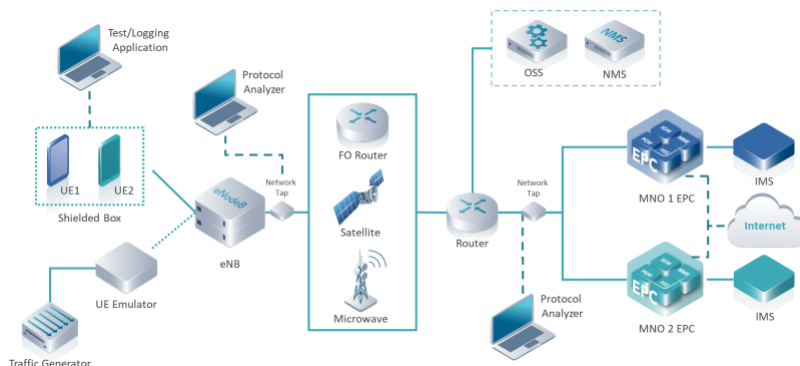 Test/Logging
Application
Protocol
Analyzer
UE1
UE2
Shielded Box
eNodeB
eNB
Network
Tap
UE Emulator
Traffic Generator
FO Router
Satellite
Microwave
OSS
NMS
NMS
Router
Network
Tap
Protocol
Analyzer
EPC
MNO 1 EPC
IMS
Internet
EPC
MNO 2 EPC
IMS